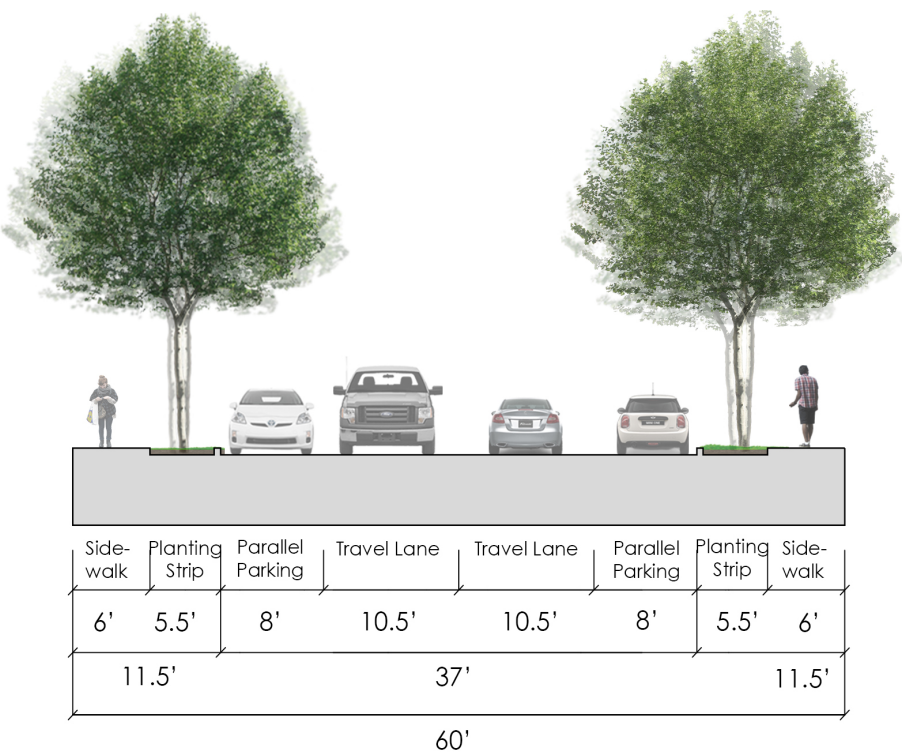 Side-
walk
Planting
Strip
Parallel
Parking
Travel Lane
Travel Lane
Parallel
Parking
Planting
Strip
Side-
walk
6’
5.5’
8’
10.5’
10.5’
8’
5.5’
6’
11.5’
37’
11.5’
60’